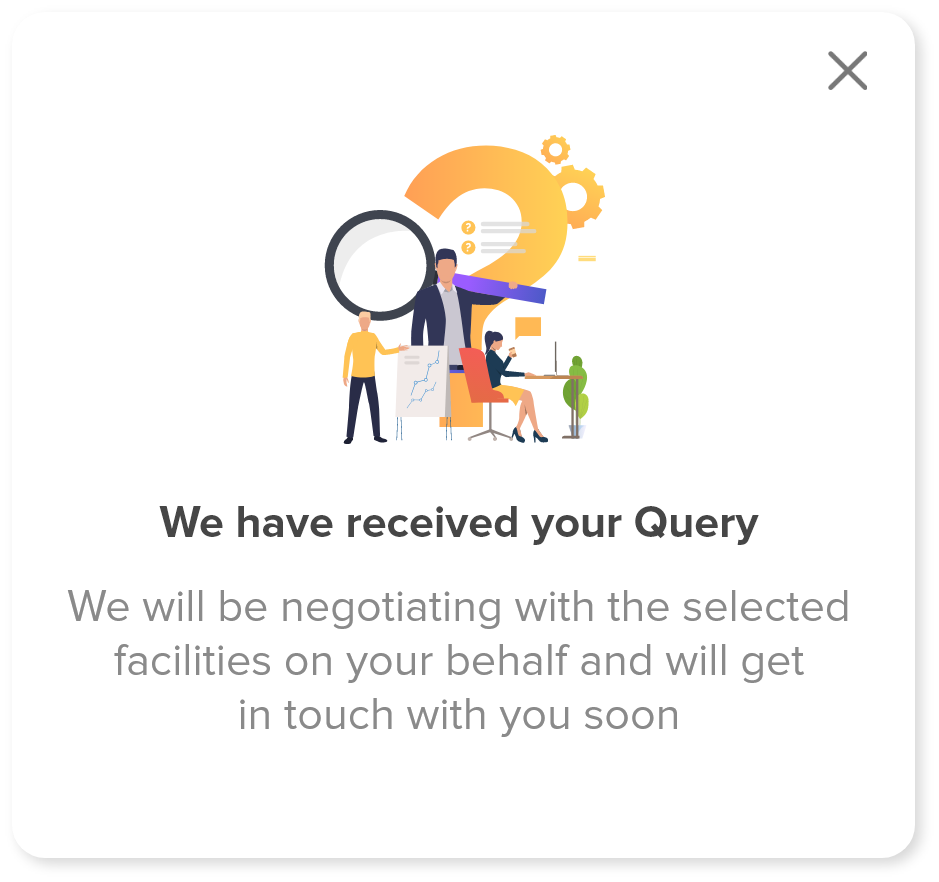 ?
?
We have received your Query
We will be negotiating with the selected
facilities on your behalf and will get
in touch with you soon